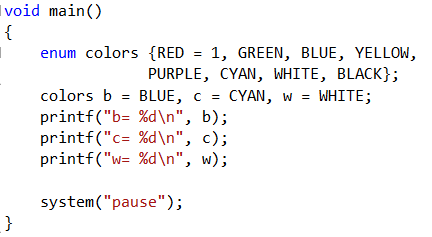 void main()
{
    enum colors {RED = 1, GREEN, BLUE, YELLOW,
                 PURPLE, CYAN, WHITE, BLACK};
    colors b = BLUE, c = CYAN, w = WHITE;
    printf("b= %d\n", b);
    printf("c= %d\n", c);
    printf("w= %d\n", w);

    system("pause");
}